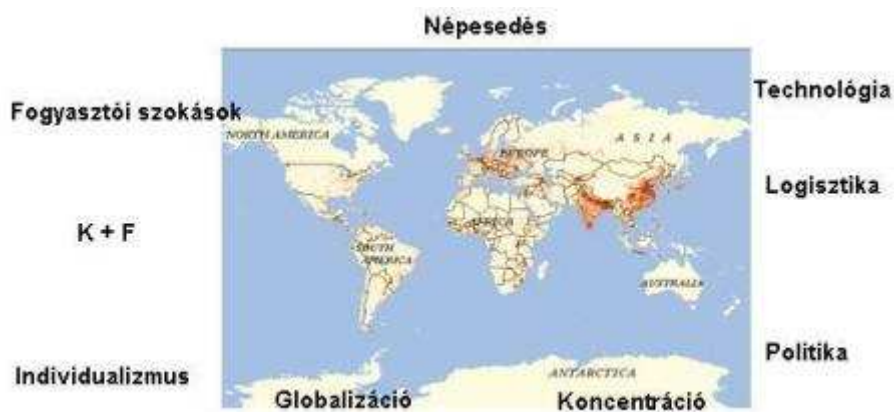 Népesedés
Technológia
Fogyasztói szokások
NORTH AMERICA
ASIA
EUROPE
Logisztika
AFRICA
K + F
SOUTH
AMERICA
AUSTRALIA
Politika
Individualizmus
ANTARCTICA
Globalizáció
Koncentráció